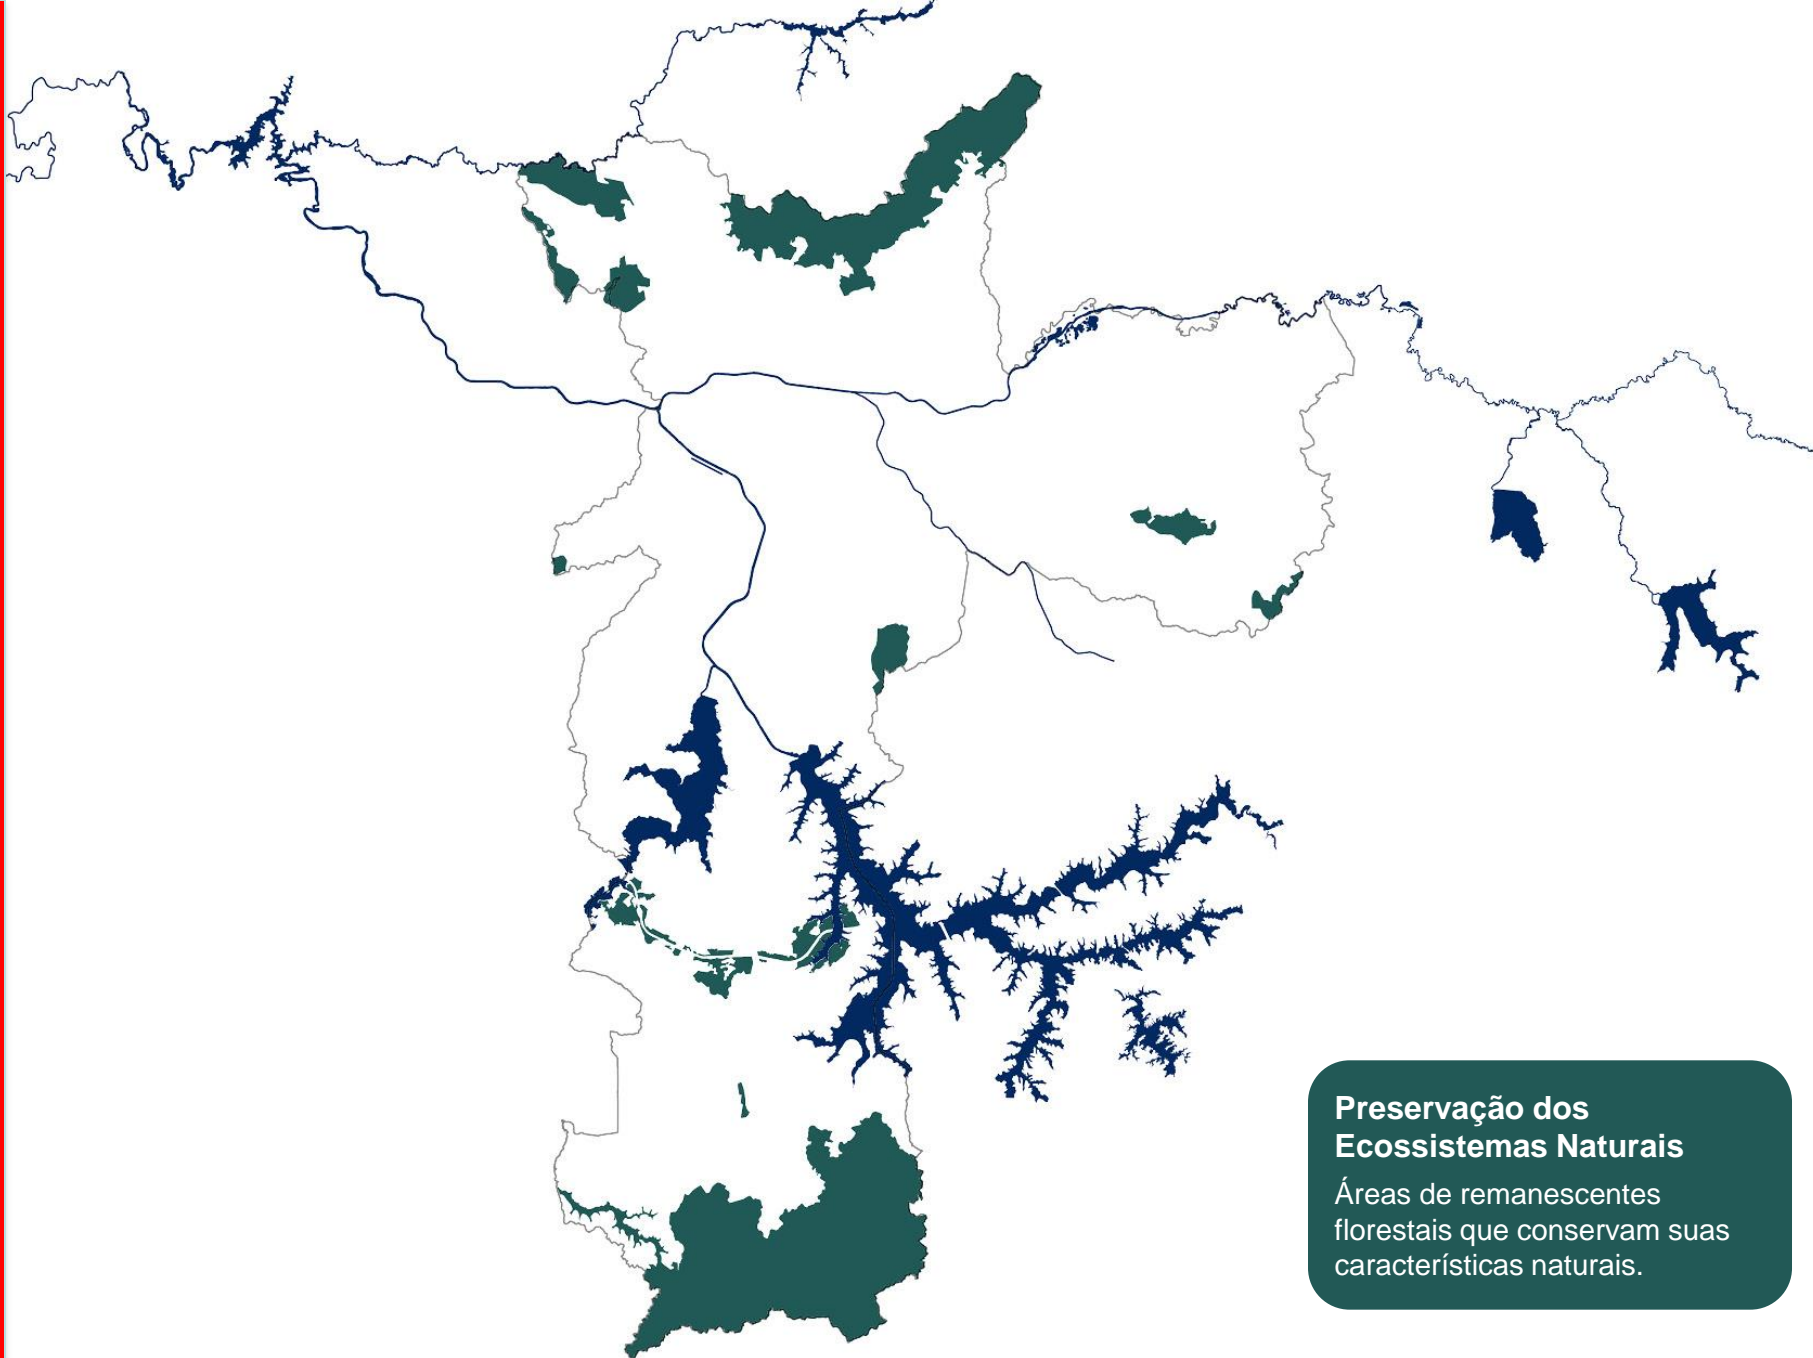 Preservação dos
Ecossistemas Naturais
Áreas de remanescentes
florestais que conservam suas
características naturais.